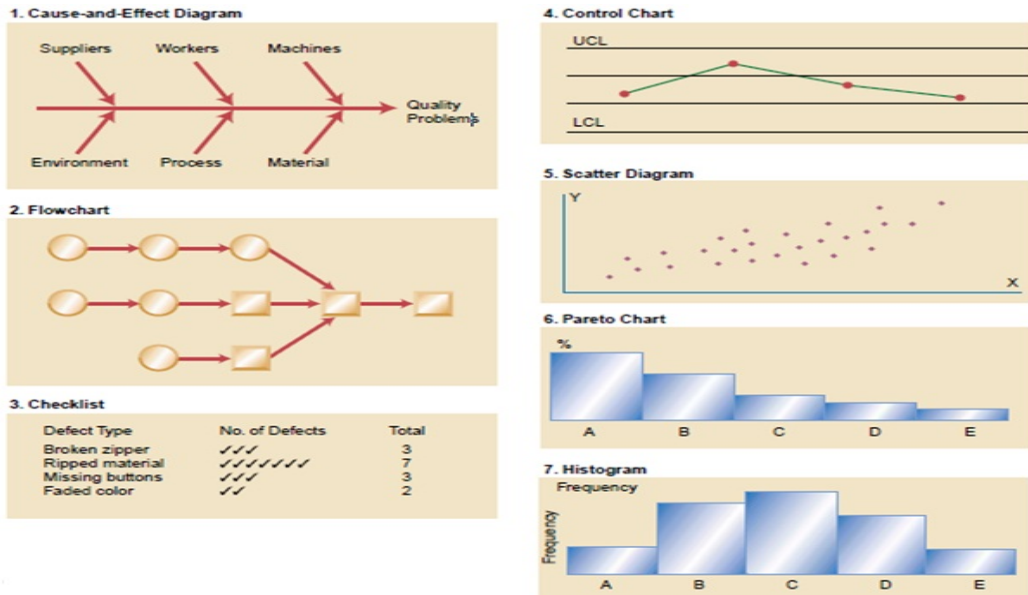 1. Cause-and-Effect Diagram
Suppliers Workers Machines
Quality
Problems
Environment Process Material
2. Flowchart
3. Checklist
Defect Type No. of Defects Total
Broken zipper ✓✓✓ 3
Ripped material ✓✓✓✓✓✓✓ 7
Missing buttons ✓✓✓ 3
Faded color ✓✓ 2
4. Control Chart
UCL
LCL
5. Scatter Diagram
Y
X
6. Pareto Chart
%
A B C D E
7. Histogram
Frequency
Frequency
A B C D E